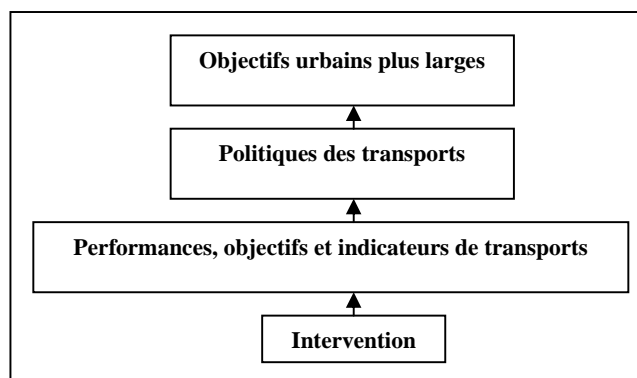 Objectifs urbains plus larges
Politiques des transports
Performances, objectifs et indicateurs de transports
Intervention